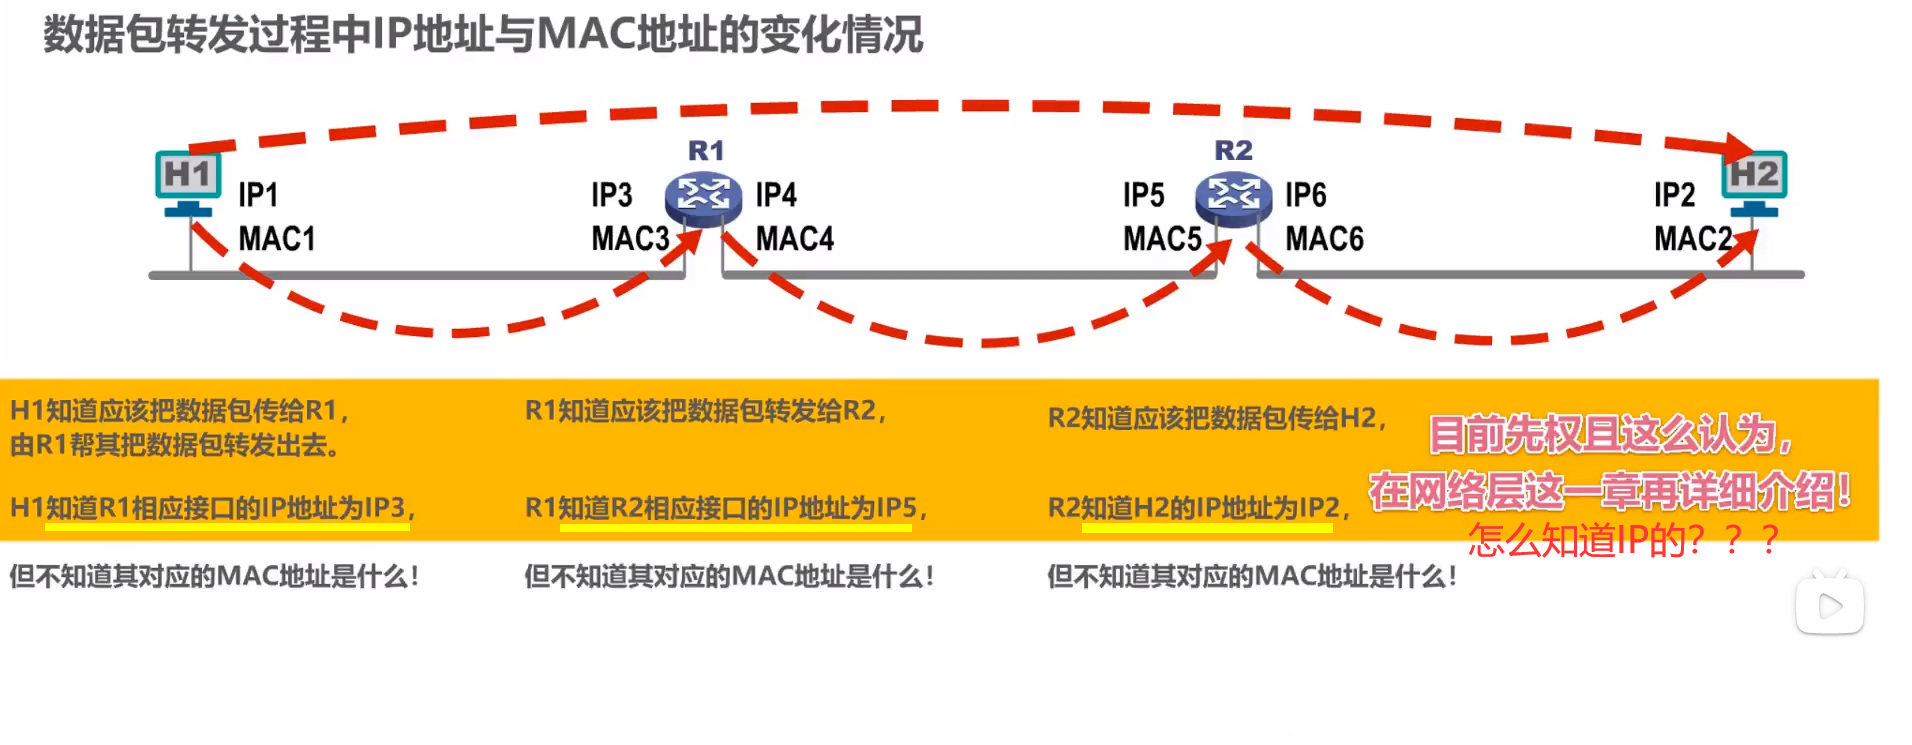 数据包转发过程中IP地址与MAC地址的变化情况
H1
IP1
MAC1
R1
IP3
MAC3
IP4
MAC4
R2
IP5
MAC5
IP6
MAC6
H2
IP2
MAC2
H1知道应该把数据包传给R1，
由R1帮其把数据包转发出去。
H1知道R1相应接口的IP地址为IP3，
但不知道其对应的MAC地址是什么！
R1知道应该把数据包转发给R2，
R1知道R2相应接口的IP地址为IP5，
但不知道其对应的MAC地址是什么！
R2知道应该把数据包传给H2，
R2知道H2的IP地址为IP2，
但不知道其对应的MAC地址是什么！
目前先权且这么认为，
在网络层这一章再详细介绍！
怎么知道IP的？？？